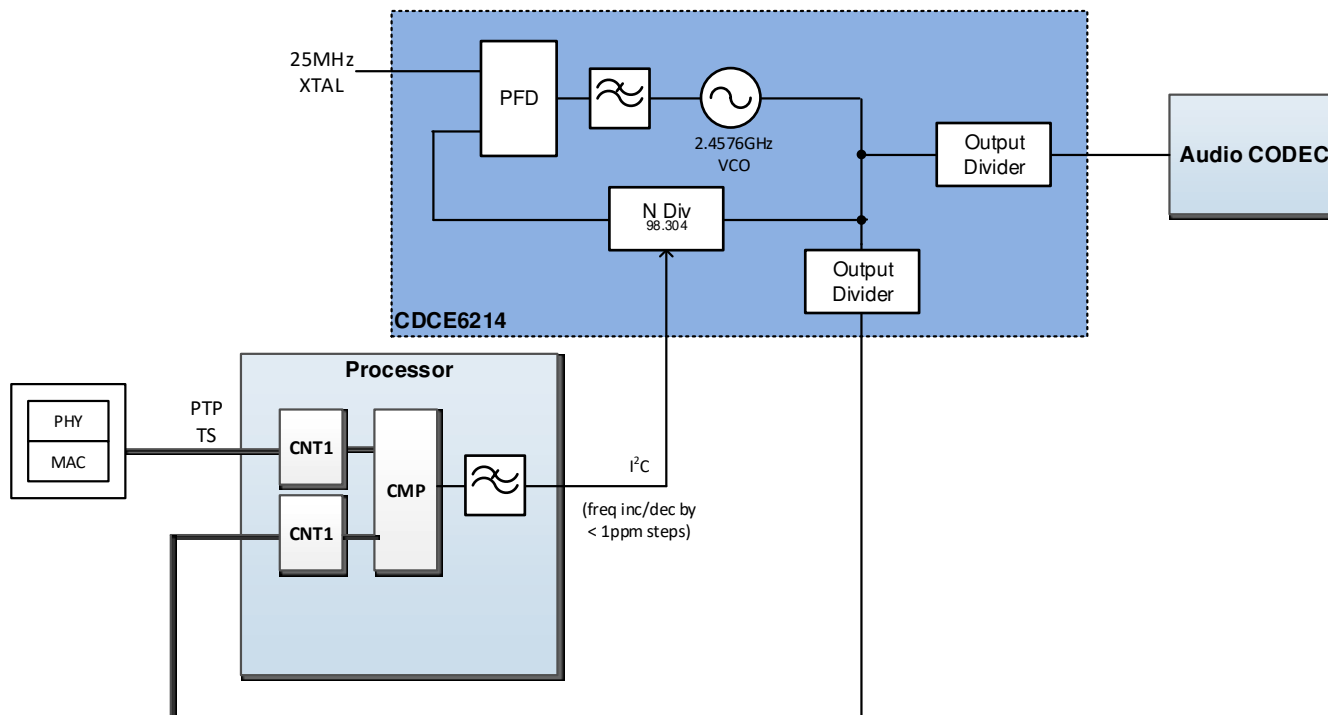 25MHz
XTAL
PFD
2.4576GHz
VCO
N Div
98.304
Output
Divider
Output
Divider
Audio CODEC
CDCE6214
Processor
PHY
MAC
PTP
TS
CNT1
CNT1
CMP
I²C
(freq inc/dec by
< 1ppm steps)